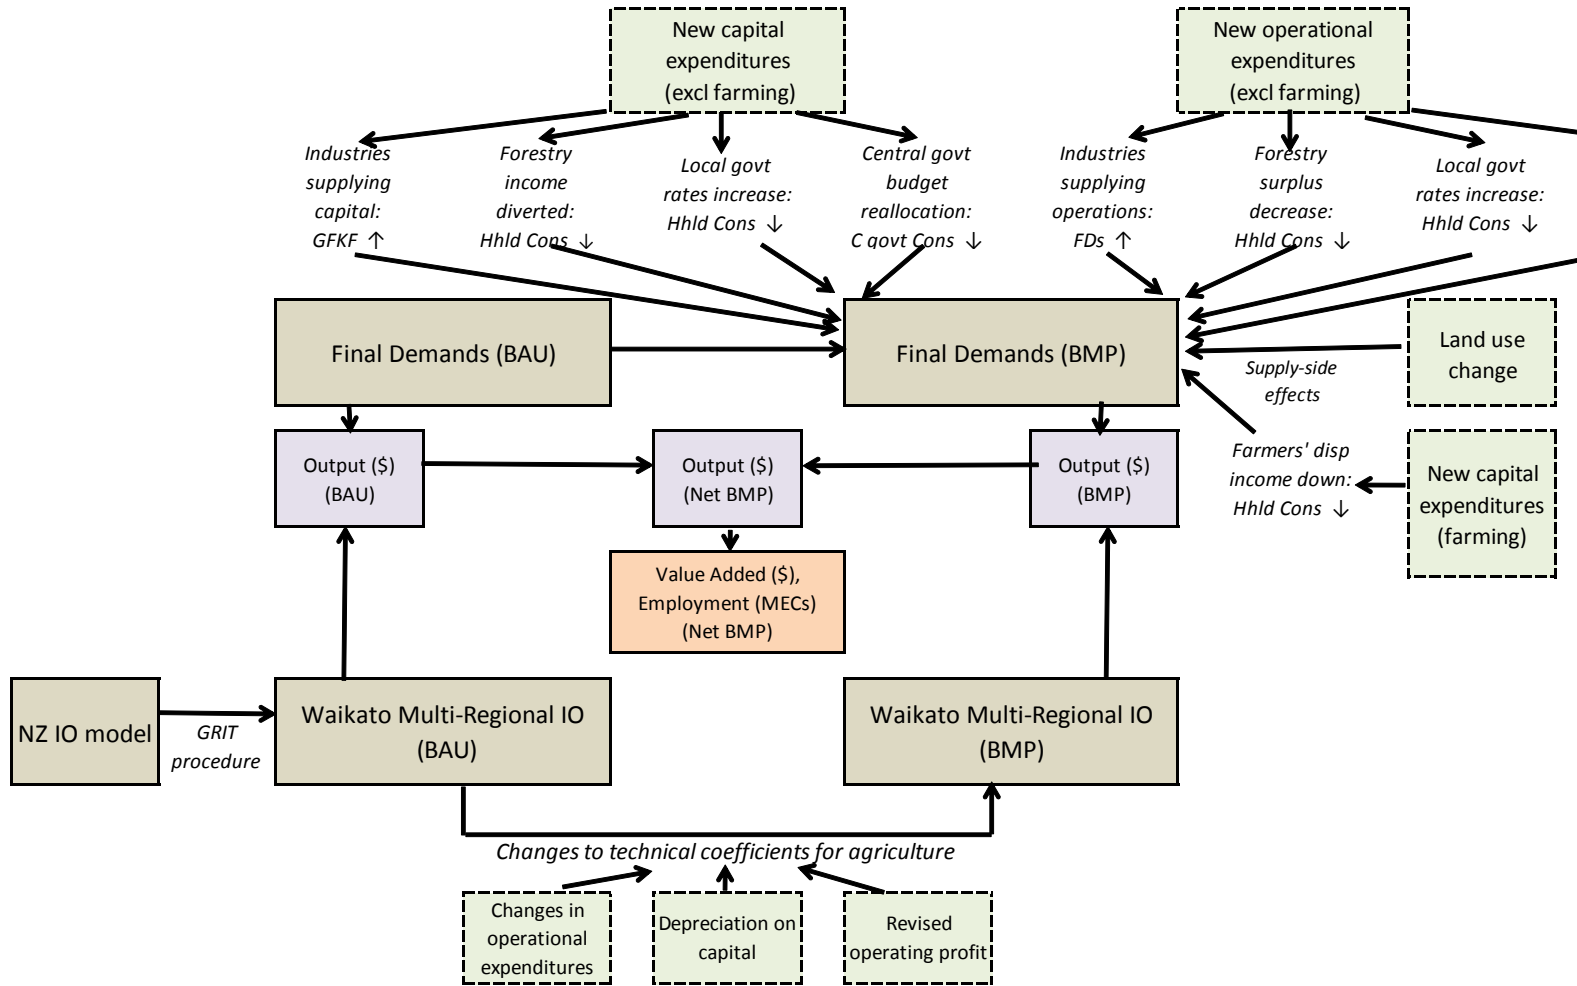 New capital
expenditures
(excl farming)
New operational
expenditures
(excl farming)
Industries
supplying
capital:
GFKF ↑
Forestry
income
diverted:
Hhld Cons ↓
Local govt
rates increase:
Hhld Cons ↓
Central govt
budget
reallocation:
C govt Cons ↓
Industries
supplying
operations:
FDs ↑
Forestry
surplus
decrease:
Hhld Cons ↓
Local govt
rates increase:
Hhld Cons ↓
Final Demands (BAU)
Final Demands (BMP)
Supply-side
effects
Land use
change
Output ($)
(BAU)
Output ($)
(Net BMP)
Output ($)
(BMP)
Farmers' disp
income down:
Hhld Cons ↓
New capital
expenditures
(farming)
Value Added ($),
Employment (MECs)
(Net BMP)
NZ IO model
GRIT
procedure
Waikato Multi-Regional IO
(BAU)
Waikato Multi-Regional IO
(BMP)
Changes to technical coefficients for agriculture
Changes in
operational
expenditures
Depreciation on
capital
Revised
operating profit